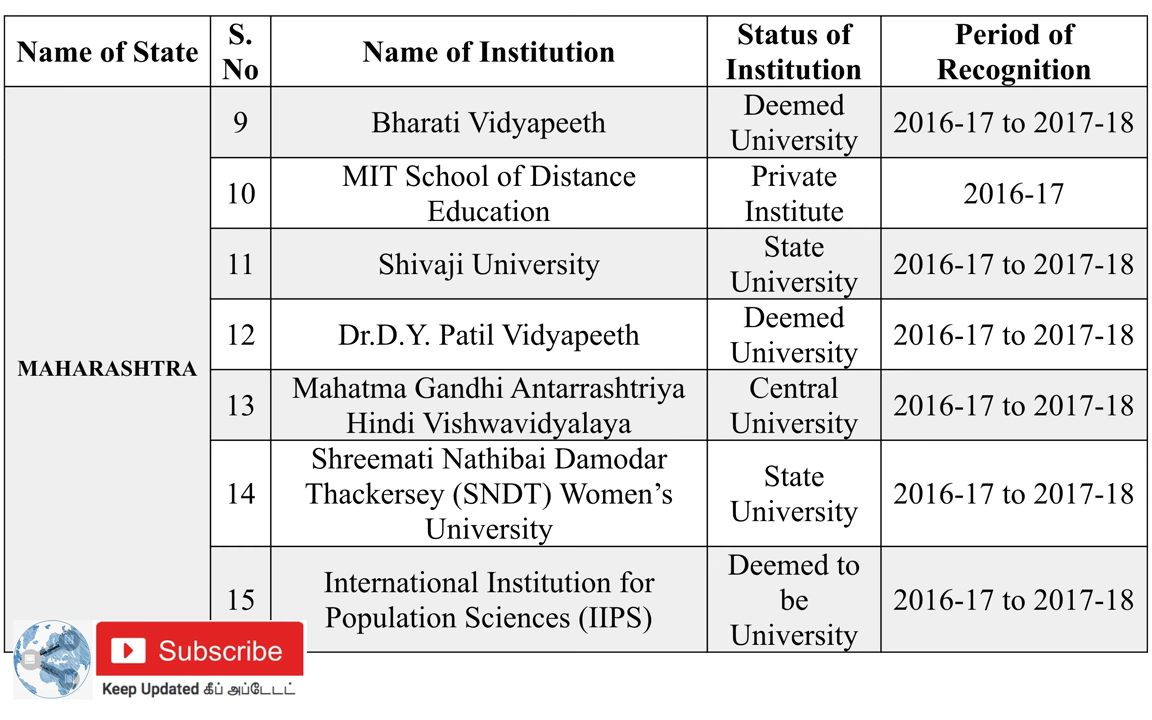 Name of State
S.
No
Name of Institution
Status of
Institution
Period of
Recognition
MAHARASHTRA
9
Bharati Vidyapeeth
Deemed
University
2016-17 to 2017-18
10
MIT School of Distance
Education
Private
Institute
2016-17
11
Shivaji University
State
University
2016-17 to 2017-18
12
Dr.D.Y. Patil Vidyapeeth
Deemed
University
2016-17 to 2017-18
13
Mahatma Gandhi Antarrashtriya
Hindi Vishwavidyalaya
Central
University
2016-17 to 2017-18
14
Shreemati Nathibai Damodar
Thackersey (SNDT) Women’s
University
State
University
2016-17 to 2017-18
15
International Institution for
Population Sciences (IIPS)
Deemed to
be
University
2016-17 to 2017-18
Subscribe
Keep Updated கீப் அப்டேடட்